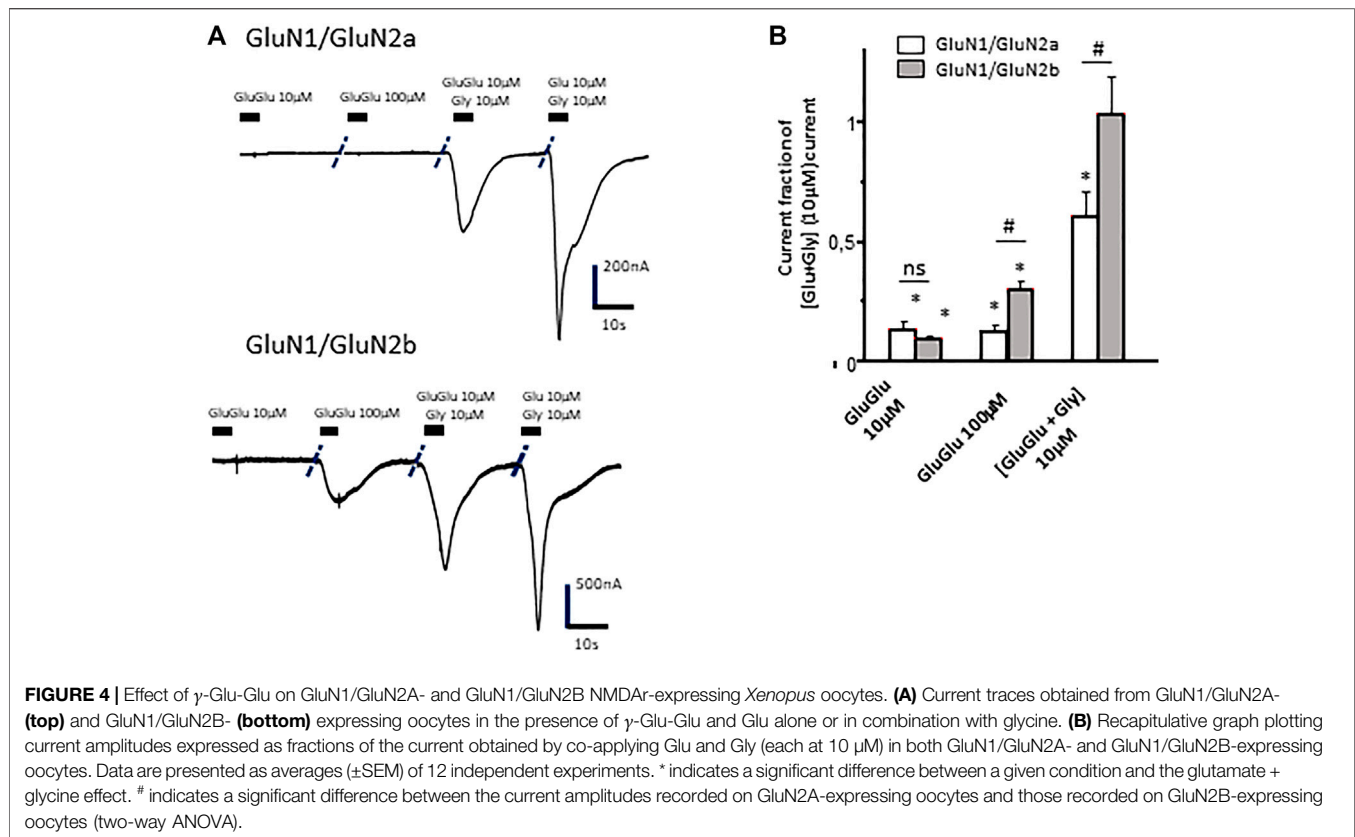 A GluN1/GluN2a
GluGlu 10µM
GluGlu 100µM
GluGlu 10µM
Gly 10µM
Glu 10µM
Gly 10µM
200nA
10s
GluN1/GluN2b
GluGlu 10µM
GluGlu 100µM
GluGlu 10µM
Gly 10µM
Glu 10µM
Gly 10µM
500nA
10s
B
GluN1/GluN2a
GluN1/GluN2b
Current fraction of
[Glu+Gly] (10µM) current
1
0,5
0
ns
*
*
#
*
*
#
*
GluGlu
10µM
GluGlu 100µM
[GluGlu + Gly]
10µM
FIGURE 4 | Effect of γ-Glu-Glu on GluN1/GluN2A- and GluN1/GluN2B NMDAr-expressing Xenopus oocytes. (A) Current traces obtained from GluN1/GluN2A-
(top) and GluN1/GluN2B- (bottom) expressing oocytes in the presence of γ-Glu-Glu and Glu alone or in combination with glycine. (B) Recapitulative graph plotting
current amplitudes expressed as fractions of the current obtained by co-applying Glu and Gly (each at 10 µM) in both GluN1/GluN2A- and GluN1/GluN2B-expressing
oocytes. Data are presented as averages (±SEM) of 12 independent experiments. * indicates a significant difference between a given condition and the glutamate +
glycine effect. # indicates a significant difference between the current amplitudes recorded on GluN2A-expressing oocytes and those recorded on GluN2B-expressing
oocytes (two-way ANOVA).